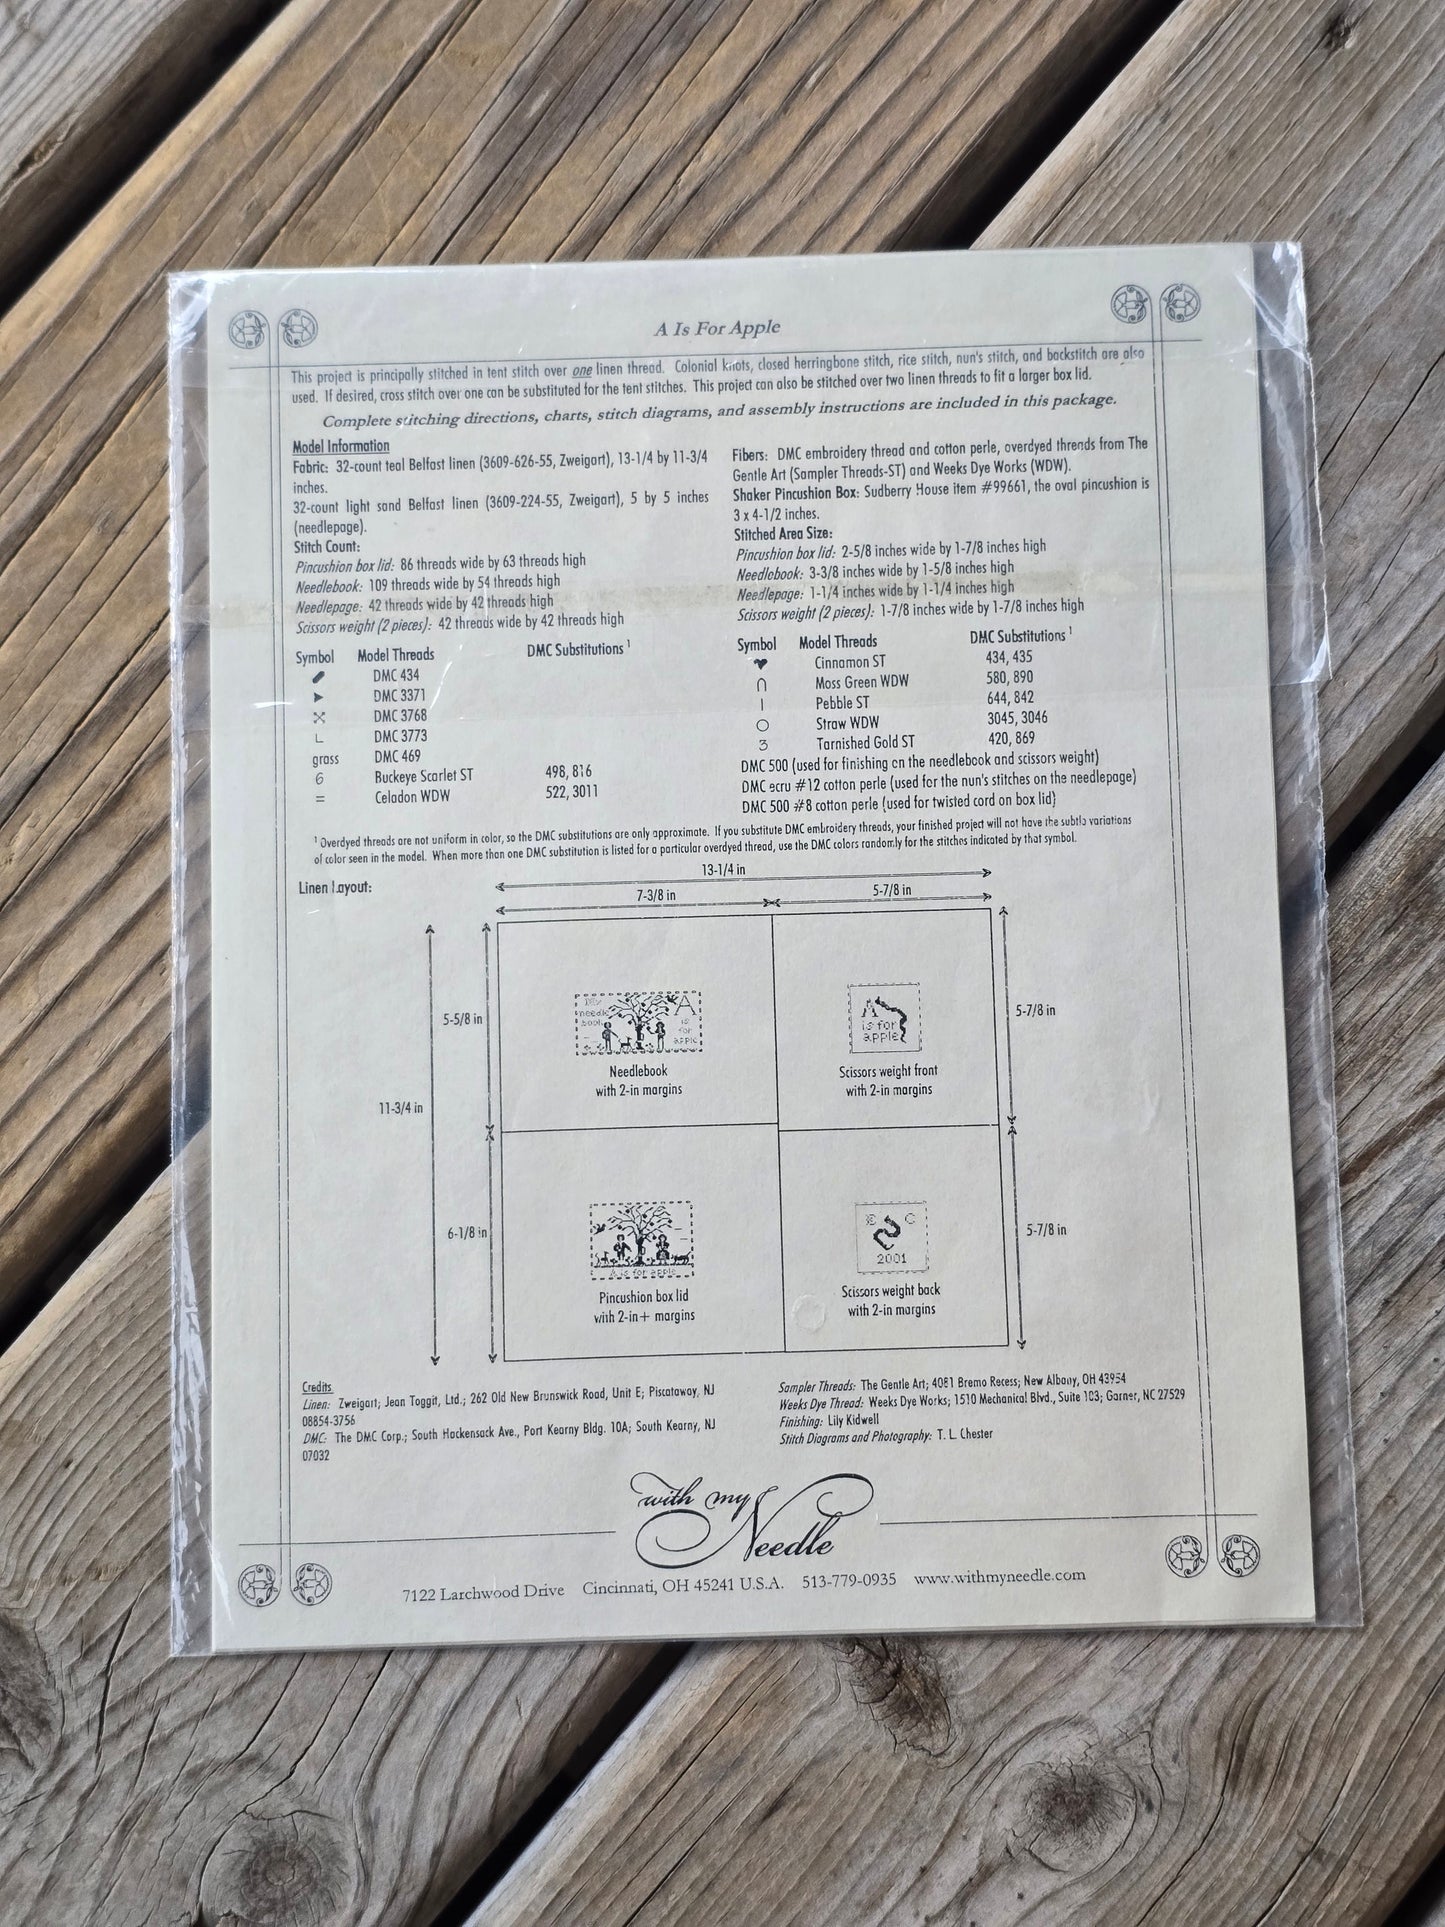 A Is For Apple
This project is principally stitched in tent stitch over one linen thread. Colonial knots, closed herringbone stitch, rice stitch, nun's stitch, and backstitch are also
used. If desired, cross stitch over one can be substituted for the tent stitches. This project can also be stitched over two linen threads to fit a larger box lid.
Complete stitching directions, charts, stitch diagrams, and assembly instructions are included in this package.
Model Information
Fabric: 32-count teal Belfast linen (3609-626-55, Zweigart), 13-1/4 by 11-3/4
inches.
32-count light sand Belfast linen (3609-224-55, Zweigart), 5 by 5 inches
(needlepage).
Stitch Count:
Pincushion box lid: 86 threads wide by 63 threads high
Needlebook: 109 threads wide by 54 threads high
Needlepage: 42 threads wide by 42 threads high
Scissors weight (2 pieces): 42 threads wide by 42 threads high
Fibers: DMC embroidery thread and cotton perle, overdyed threads from The
Gentle Art (Sampler Threads-ST) and Weeks Dye Works (WDW).
Shaker Pincushion Box: Sudberry House item #99661, the oval pincushion is
3 x 4-1/2 inches.
Stitched Area Size:
Pincushion box lid: 2-5/8 inches wide by 1-7/8 inches high
Needlebook: 3-3/8 inches wide by 1-5/8 inches high
Needlepage: 1-1/4 inches wide by 1-1/4 inches high
Scissors weight (2 pieces): 1-7/8 inches wide by 1-7/8 inches high
Symbol Model Threads DMC Substitutions 1
DMC 434
DMC 3371
DMC 3768
L DMC 3773
grass DMC 469
6 Buckeye Scarlet ST 498, 816
= Celadon WDW 522, 3011
Symbol Model Threads DMC Substitutions 1
♥ Cinnamon ST 434, 435
∩ Moss Green WDW 580, 890
| Pebble ST 644, 842
○ Straw WDW 3045, 3046
3 Tarnished Gold ST 420, 869
DMC 500 (used for finishing on the needlebook and scissors weight)
DMC ecru #12 cotton perle (used for the nun's stitches on the needlepage)
DMC 500 #8 cotton perle (used for twisted cord on box lid)
1 Overdyed threads are not uniform in color, so the DMC substitutions are only approximate. If you substitute DMC embroidery threads, your finished project will not have the subtle variations
of color seen in the model. When more than one DMC substitution is listed for a particular overdyed thread, use the DMC colors randomly for the stitches indicated by that symbol.
Linen Layout:
13-1/4 in
7-3/8 in 5-7/8 in
5-5/8 in
11-3/4 in
6-1/8 in
5-7/8 in
5-7/8 in
My
needle
book
A
is
for
apple
Needlebook
with 2-in margins
A
is for
apple
Scissors weight front
with 2-in margins
A is for apple
Pincushion box lid
with 2-in+ margins
2001
Scissors weight back
with 2-in margins
Credits
Linen: Zweigart; Joan Toggit, Ltd.; 262 Old New Brunswick Road, Unit E; Piscataway, NJ
08854-3756
DMC: The DMC Corp.; South Hackensack Ave., Port Kearny Bldg. 10A; South Kearny, NJ
07032
Sampler Threads: The Gentle Art; 4081 Bremo Recess; New Albany, OH 43954
Weeks Dye Thread: Weeks Dye Works; 1510 Mechanical Blvd., Suite 103; Garner, NC 27529
Finishing: Lily Kidwell
Stitch Diagrams and Photography: T. L. Chester
with my
Needle
7122 Larchwood Drive Cincinnati, OH 45241 U.S.A. 513-779-0935 www.withmyneedle.com